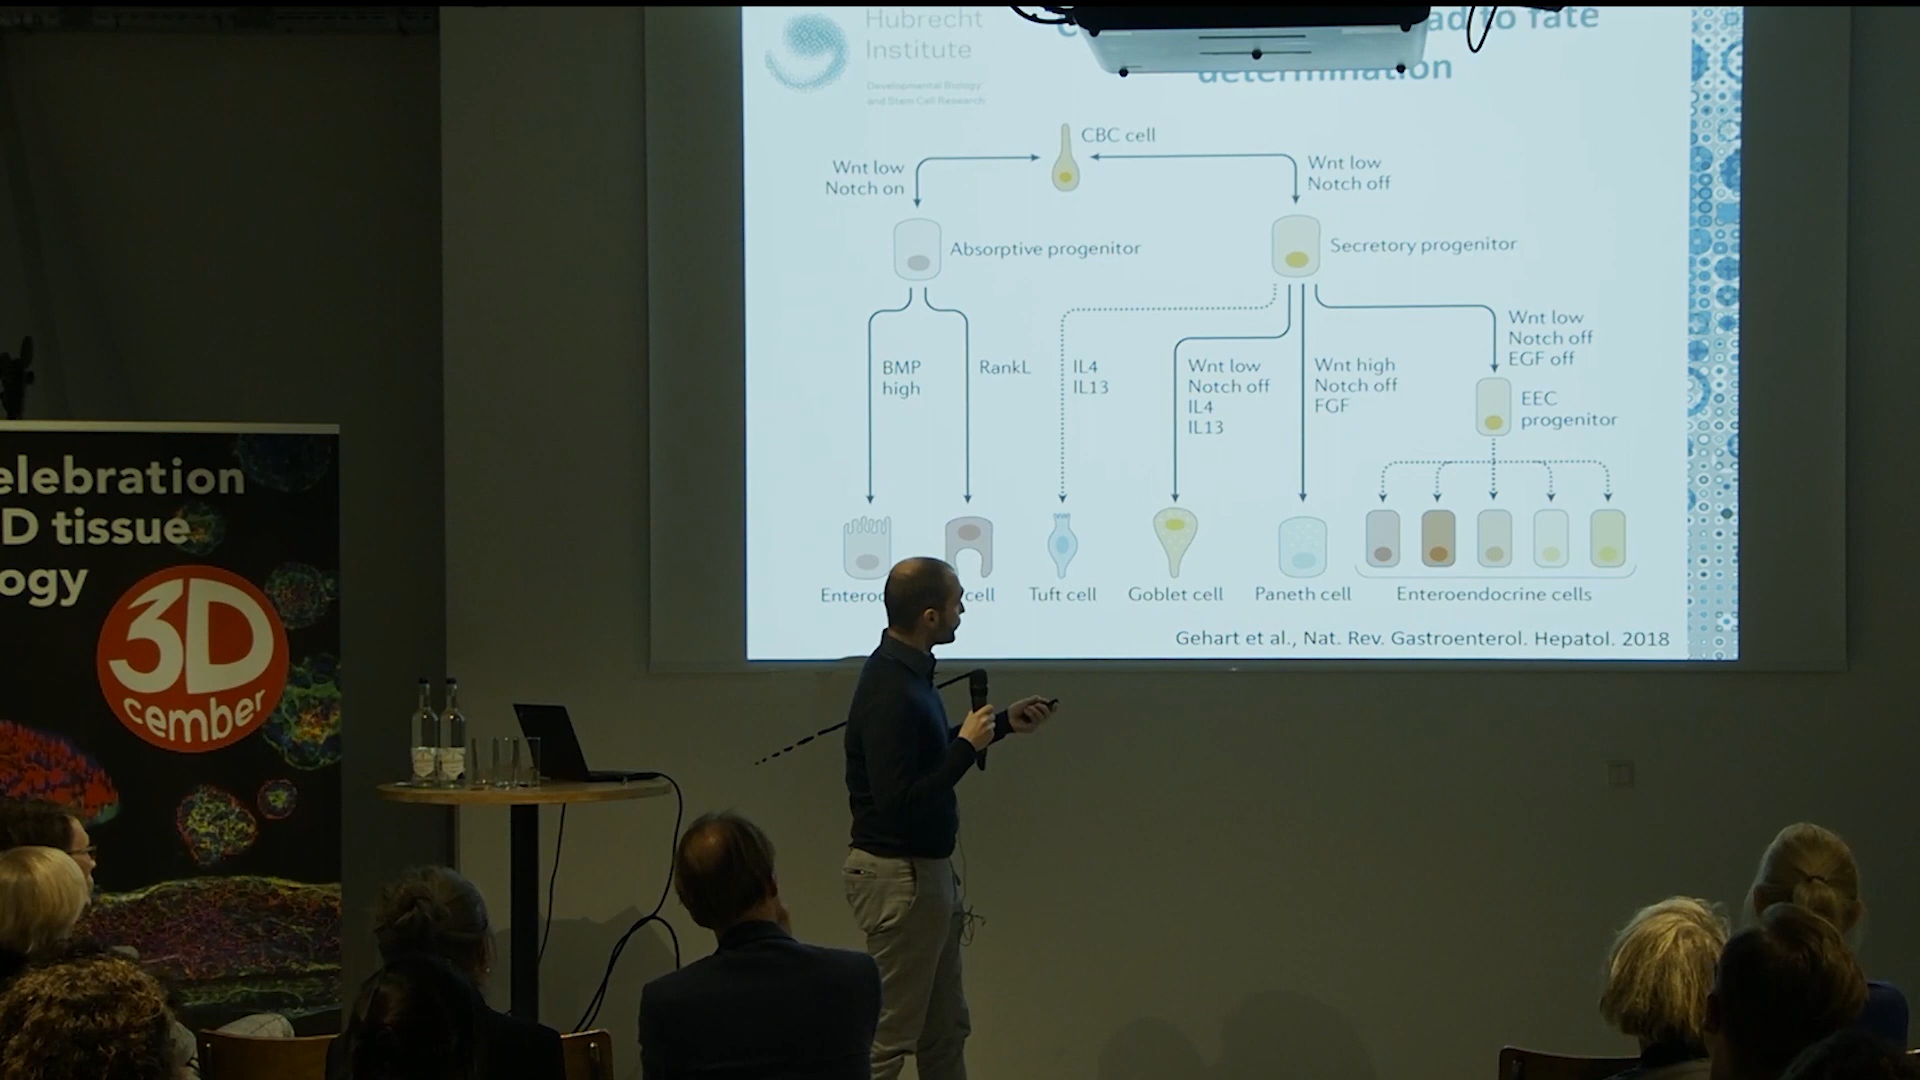 Hubrecht
Institute
Developmental Biology
and Stem Cell Research
to fate
determination
CBC cell
Wnt low
Notch on
Wnt low
Notch off
Absorptive progenitor
Secretory progenitor
BMP
high
RankL
IL4
IL13
Wnt low
Notch off
IL4
IL13
Wnt high
Notch off
FGF
Wnt low
Notch off
EGF off
EEC
progenitor
cell
Tuft cell
Goblet cell
Paneth cell
Enteroendocrine cells
Gehart et al., Nat. Rev. Gastroenterol. Hepatol. 2018
elebration
D tissue
ogy
3D
cember